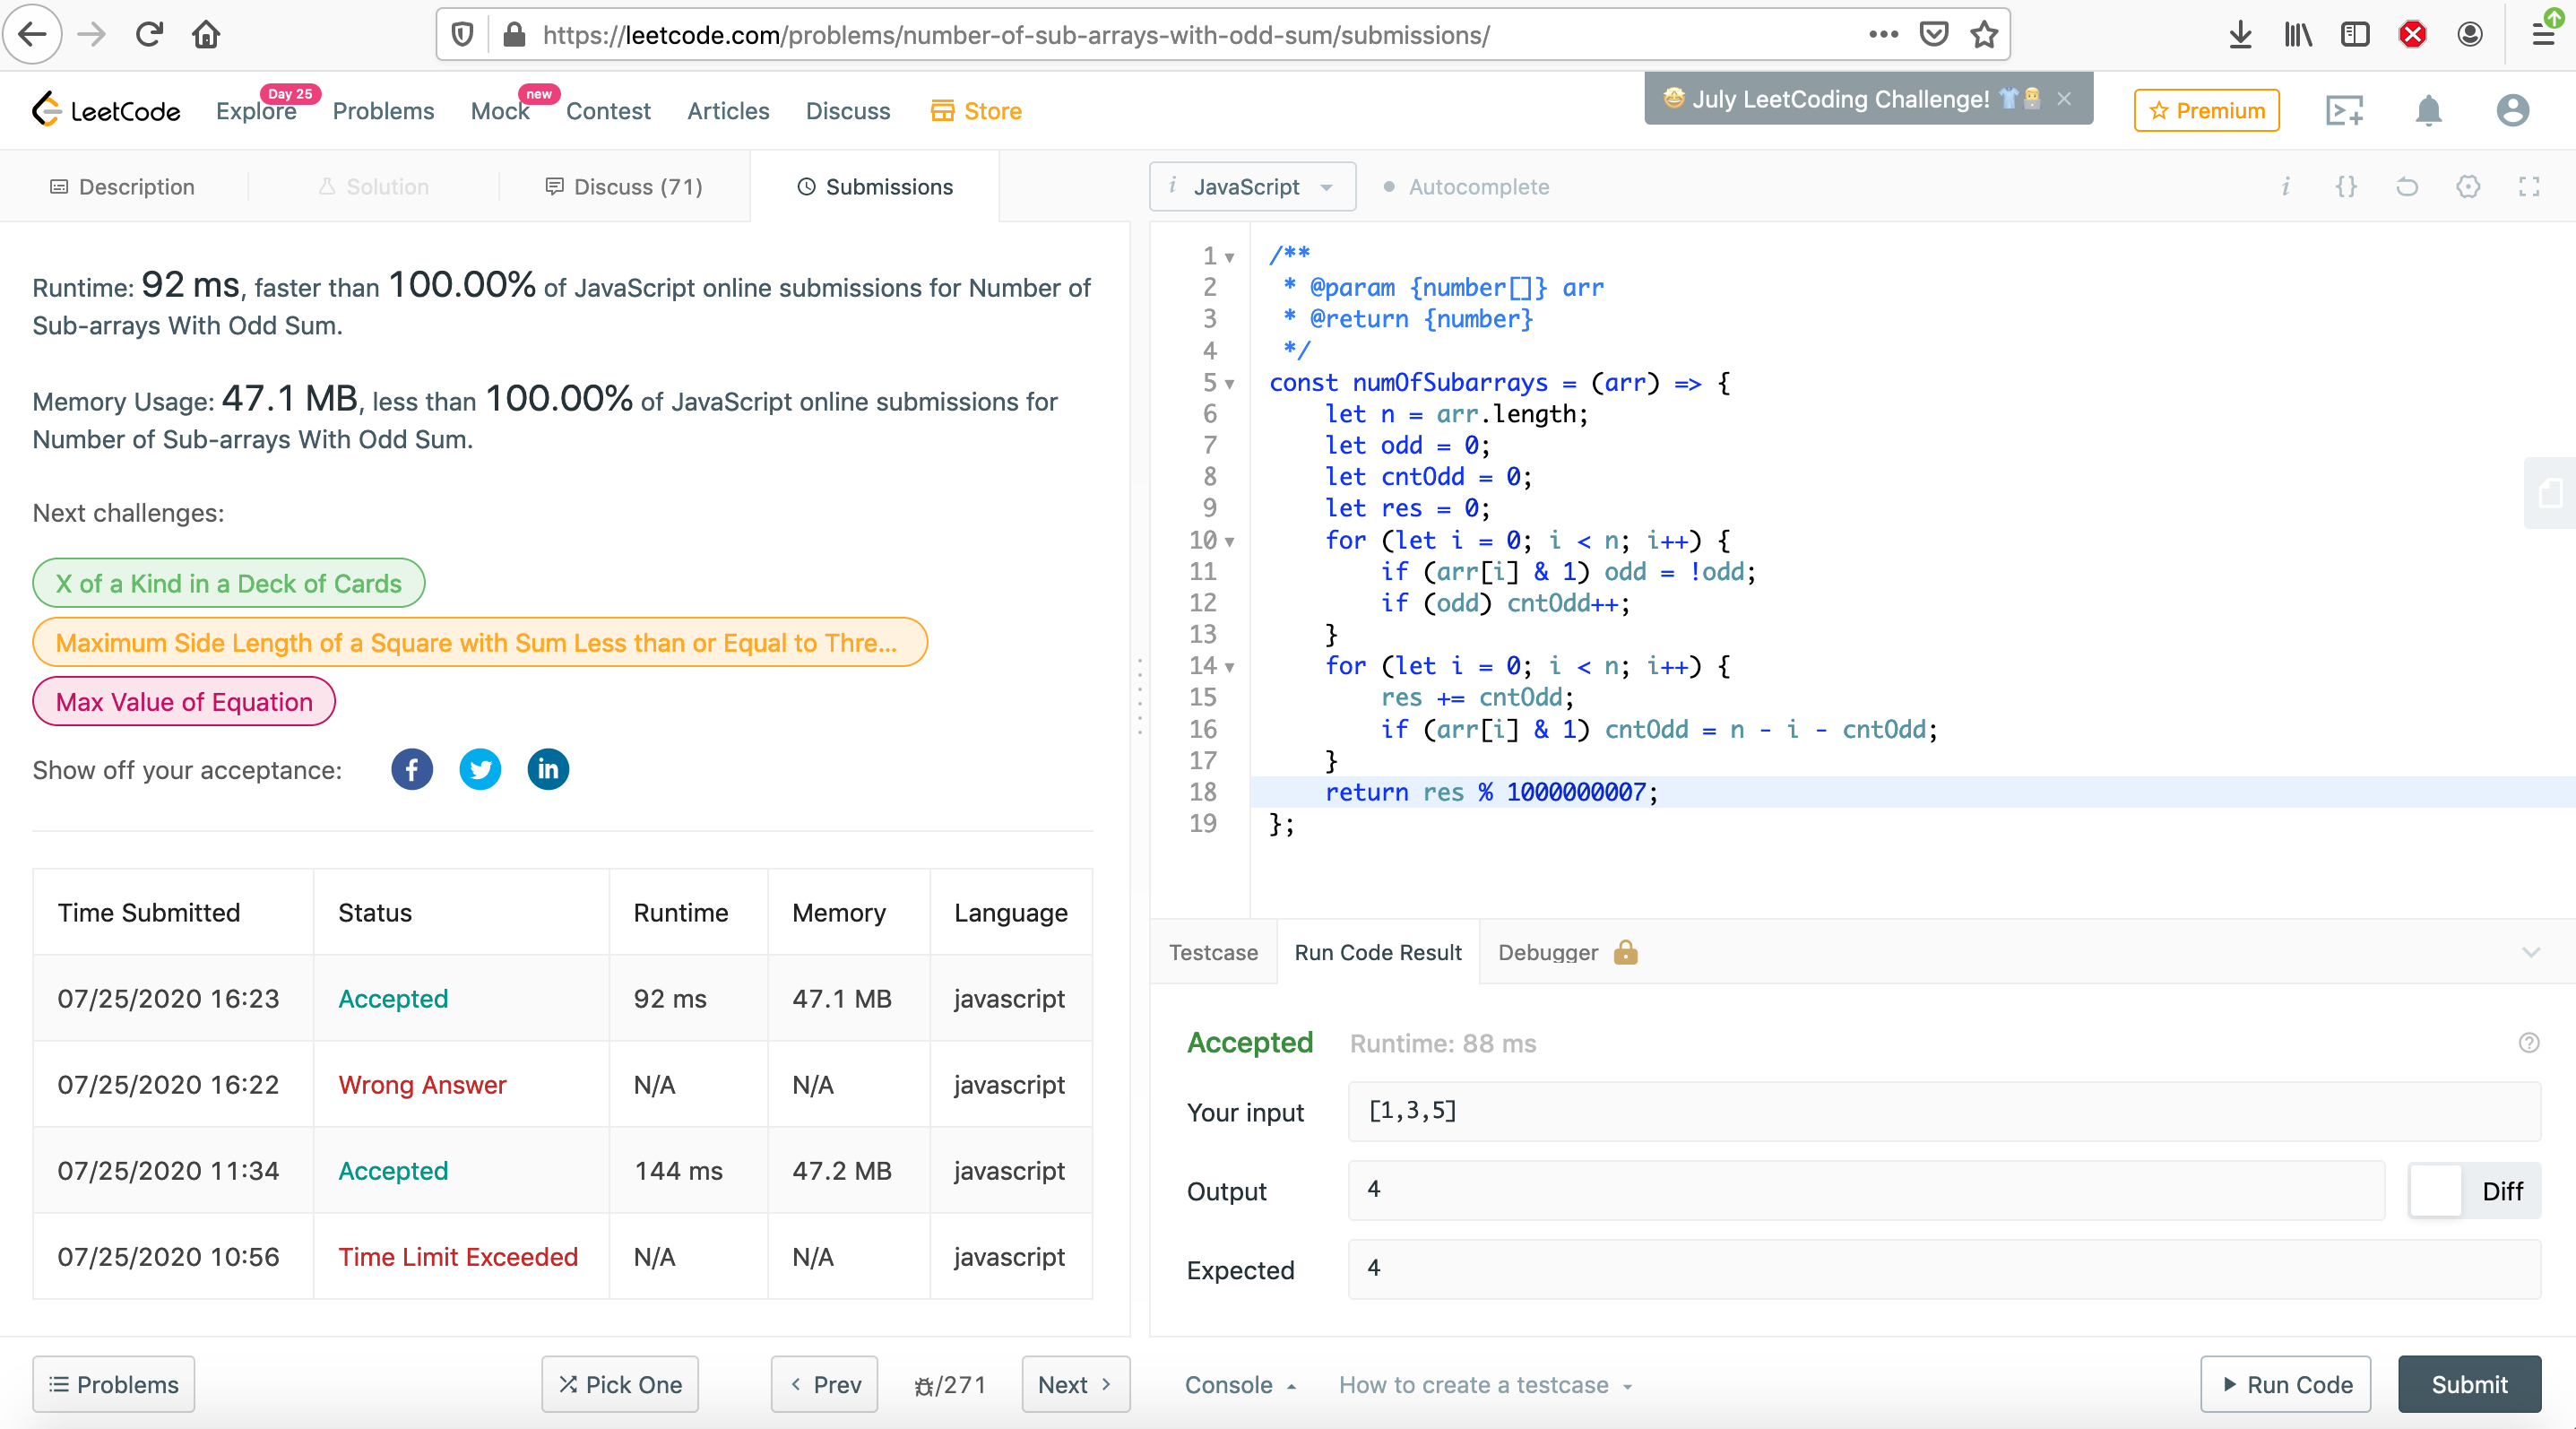 https://leetcode.com/problems/number-of-sub-arrays-with-odd-sum/submissions/
LeetCode
Explore
Day 25
Problems
Mock
new
Contest
Articles
Discuss
Store
July LeetCoding Challenge!
Premium
Description
Solution
Discuss (71)
Submissions
Runtime: 92 ms, faster than 100.00% of JavaScript online submissions for Number of
Sub-arrays With Odd Sum.
Memory Usage: 47.1 MB, less than 100.00% of JavaScript online submissions for
Number of Sub-arrays With Odd Sum.
Next challenges:
X of a Kind in a Deck of Cards
Maximum Side Length of a Square with Sum Less than or Equal to Thre...
Max Value of Equation
Show off your acceptance:
Time Submitted Status Runtime Memory Language
07/25/2020 16:23 Accepted 92 ms 47.1 MB javascript
07/25/2020 16:22 Wrong Answer N/A N/A javascript
07/25/2020 11:34 Accepted 144 ms 47.2 MB javascript
07/25/2020 10:56 Time Limit Exceeded N/A N/A javascript
Problems
Pick One
Prev
/271
Next
i JavaScript
Autocomplete
i {}
1 /**
2 * @param {number[]} arr
3 * @return {number}
4 */
5 const numOfSubarrays = (arr) => {
6 let n = arr.length;
7 let odd = 0;
8 let cntOdd = 0;
9 let res = 0;
10 for (let i = 0; i < n; i++) {
11 if (arr[i] & 1) odd = !odd;
12 if (odd) cntOdd++;
13 }
14 for (let i = 0; i < n; i++) {
15 res += cntOdd;
16 if (arr[i] & 1) cntOdd = n - i - cntOdd;
17 }
18 return res % 1000000007;
19 };
Testcase
Run Code Result
Debugger
Accepted Runtime: 88 ms
Your input [1,3,5]
Output 4
Diff
Expected 4
Console
How to create a testcase
Run Code
Submit